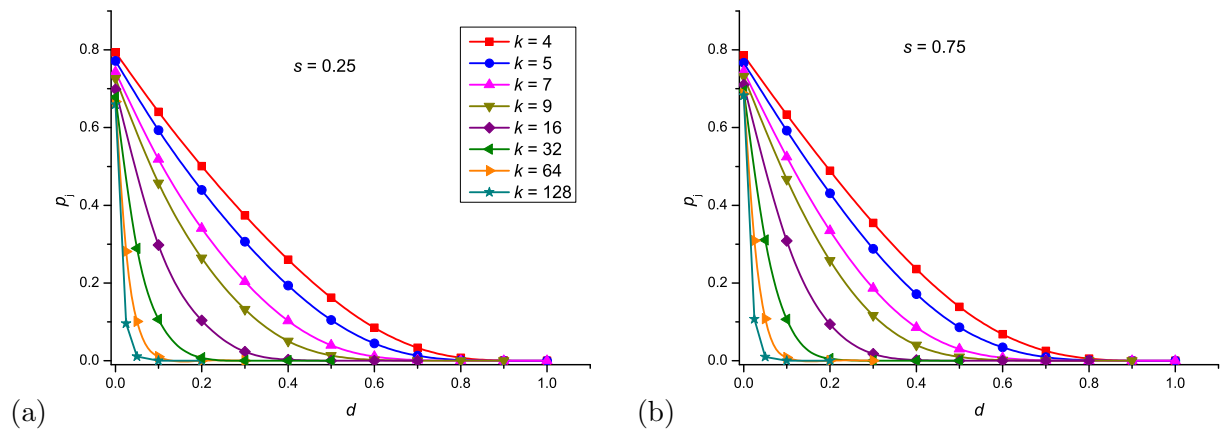 s = 0.25
k = 4
k = 5
k = 7
k = 9
k = 16
k = 32
k = 64
k = 128
0.8
0.6
0.4
0.2
0.0
pj
0.0 0.2 0.4 0.6 0.8 1.0
d
(a)
s = 0.75
0.8
0.6
0.4
0.2
0.0
pj
0.0 0.2 0.4 0.6 0.8 1.0
d
(b)